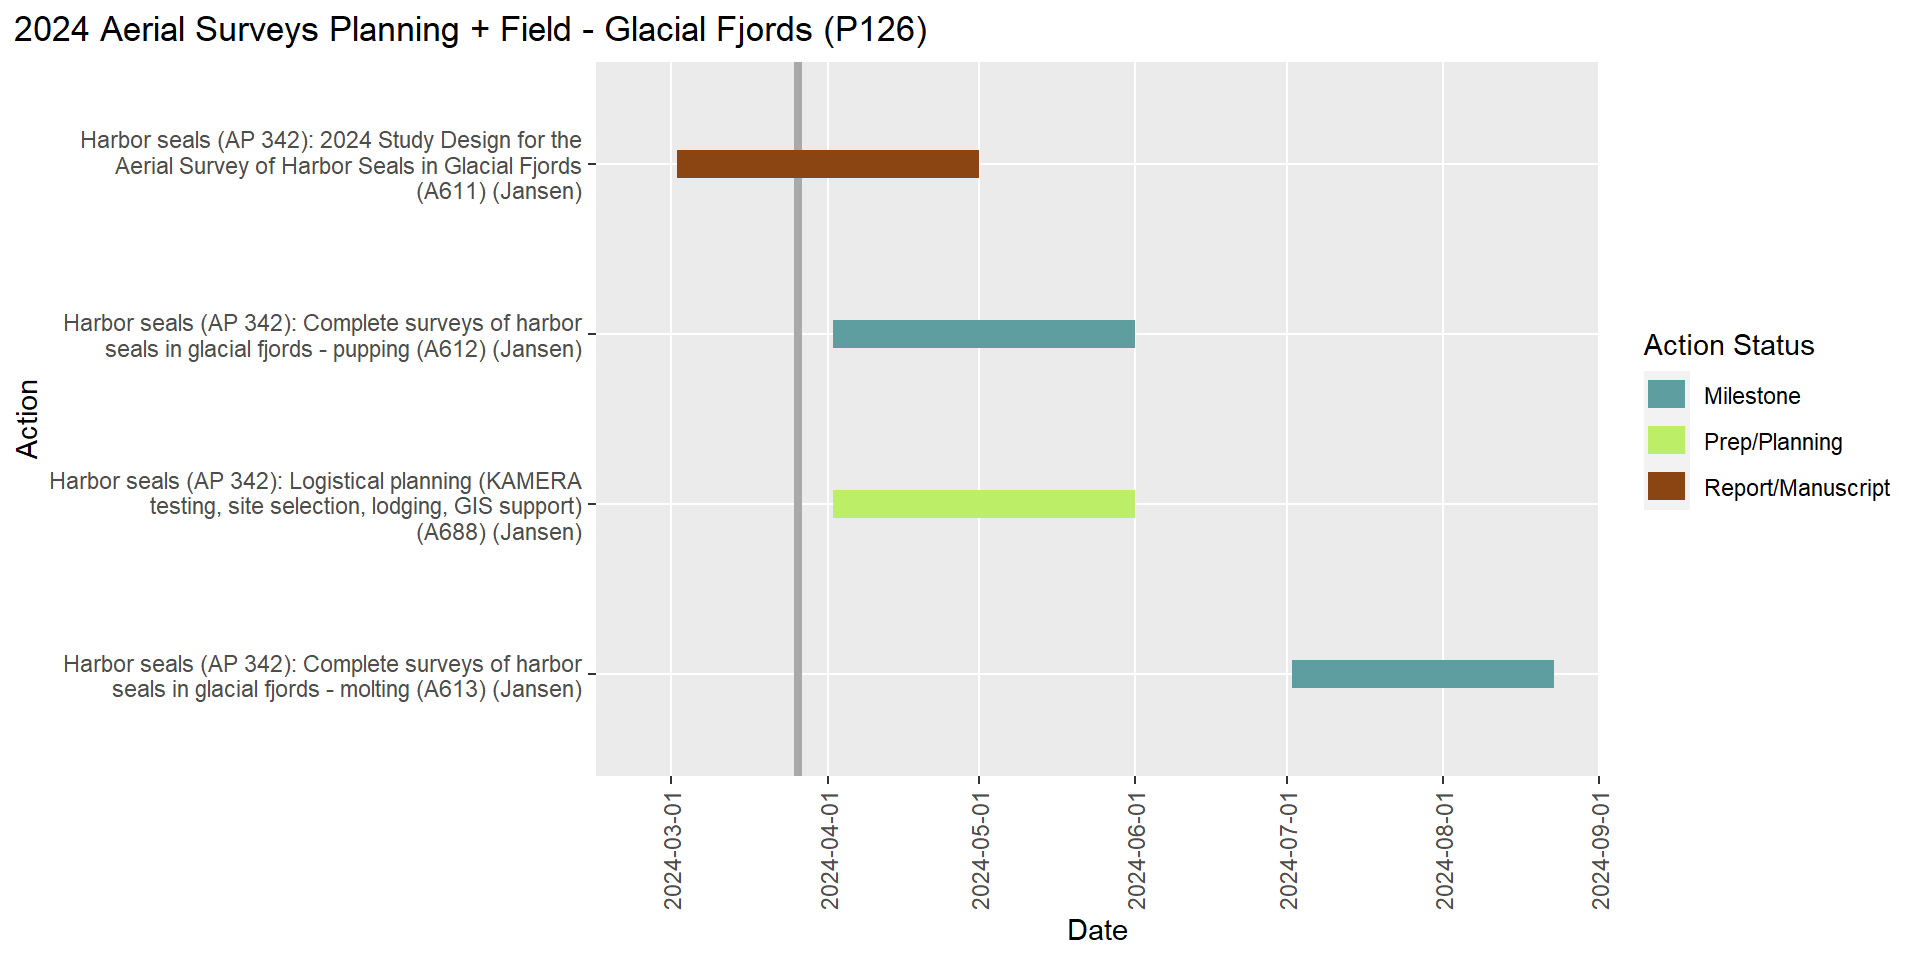 2024 Aerial Surveys Planning + Field - Glacial Fjords (P126)
Harbor seals (AP 342): 2024 Study Design for the
Aerial Survey of Harbor Seals in Glacial Fjords
(A611) (Jansen)
Harbor seals (AP 342): Complete surveys of harbor
seals in glacial fjords - pupping (A612) (Jansen)
Harbor seals (AP 342): Logistical planning (KAMERA
testing, site selection, lodging, GIS support)
(A688) (Jansen)
Harbor seals (AP 342): Complete surveys of harbor
seals in glacial fjords - molting (A613) (Jansen)
Action
2024-03-01
2024-04-01
2024-05-01
2024-06-01
2024-07-01
2024-08-01
2024-09-01
Date
Action Status
Milestone
Prep/Planning
Report/Manuscript